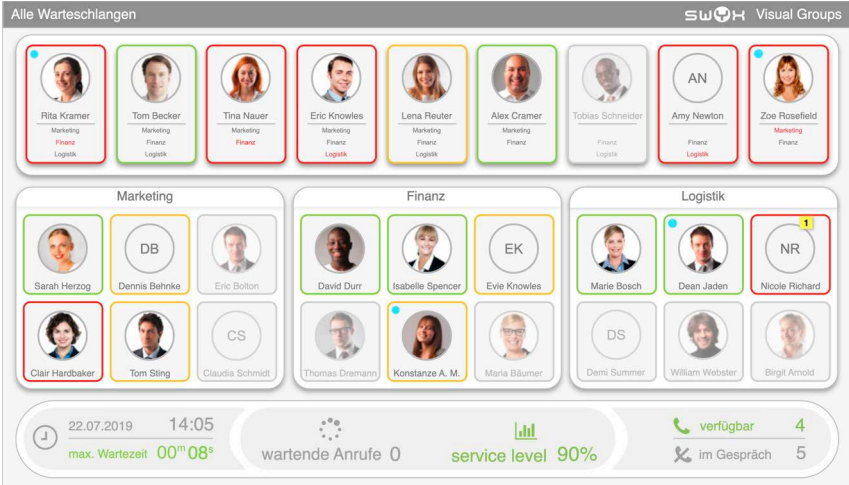 Alle Warteschlangen
swyx Visual Groups
Rita Kramer
Marketing
Finanz
Logistik
Tom Becker
Marketing
Finanz
Logistik
Tina Nauer
Marketing
Finanz
Eric Knowles
Marketing
Finanz
Logistik
Lena Reuter
Marketing
Finanz
Logistik
Alex Cramer
Marketing
Finanz
Tobias Schneider
Finanz
Logistik
AN
Amy Newton
Finanz
Logistik
Zoe Rosefield
Marketing
Finanz
Marketing
Sarah Herzog
DB
Dennis Behnke
Eric Bolton
Clair Hardbaker
Tom Sting
CS
Claudia Schmidt
Finanz
David Durr
Isabelle Spencer
EK
Evie Knowles
Thomas Dremann
Konstanze A. M.
Maria Bäumer
Logistik
Marie Bosch
Dean Jaden
1
NR
Nicole Richard
DS
Demi Summer
William Webster
Birgit Arnold
22.07.2019 14:05
max. Wartezeit 00m 08s
wartende Anrufe 0
service level 90%
verfügbar 4
im Gespräch 5